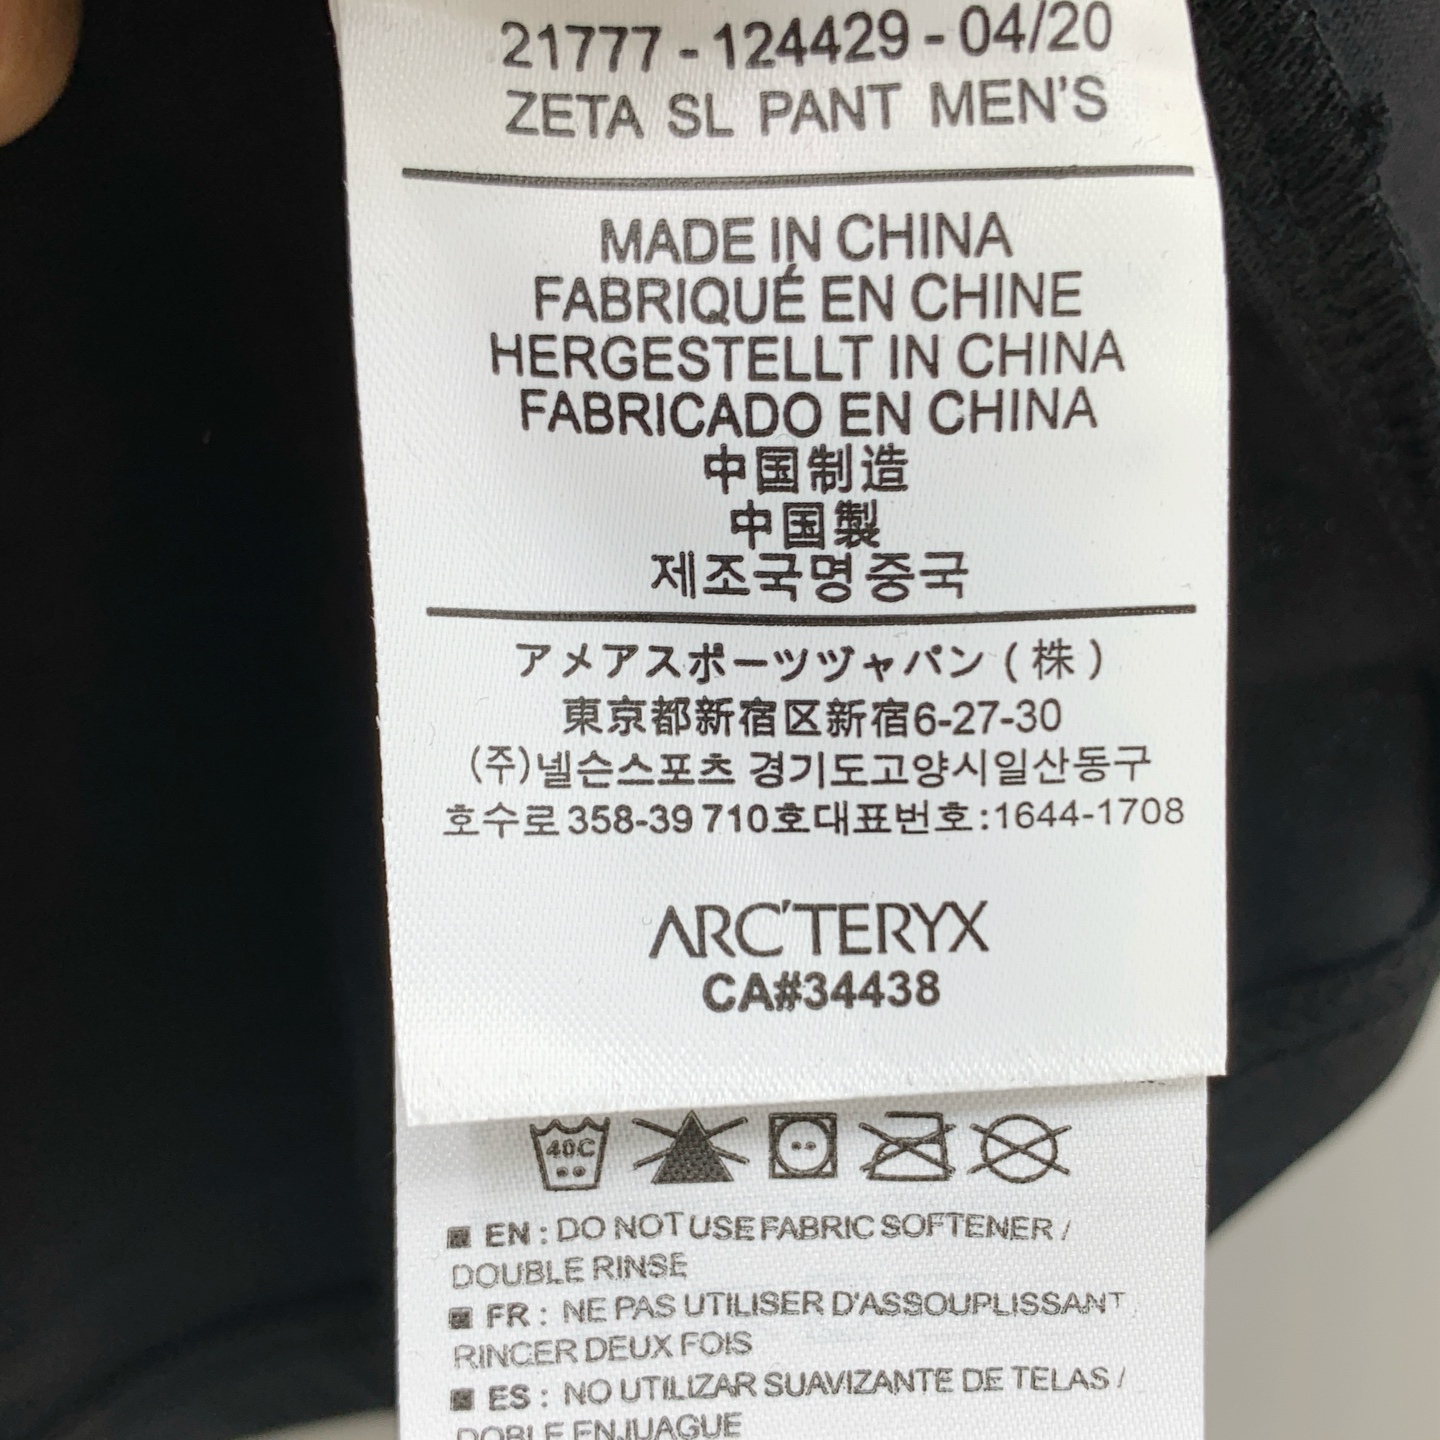 21777 - 124429 - 04/20
ZETA SL PANT MEN'S
MADE IN CHINA
FABRIQUÉ EN CHINE
HERGESTELLT IN CHINA
FABRICADO EN CHINA
中国制造
中国製
제조국명 중국
アメアスポーツヅャパン ( 株 )
東京都新宿区新宿6-27-30
(주)넬슨스포츠 경기도고양시일산동구
호수로 358-39 710호대표번호:1644-1708
ARC'TERYX
CA#34438
40C
EN : DO NOT USE FABRIC SOFTENER /
DOUBLE RINSE
FR : NE PAS UTILISER D'ASSOUPLISSANT
RINCER DEUX FOIS
ES : NO UTILIZAR SUAVIZANTE DE TELAS /
DOBLE ENJUAGUE